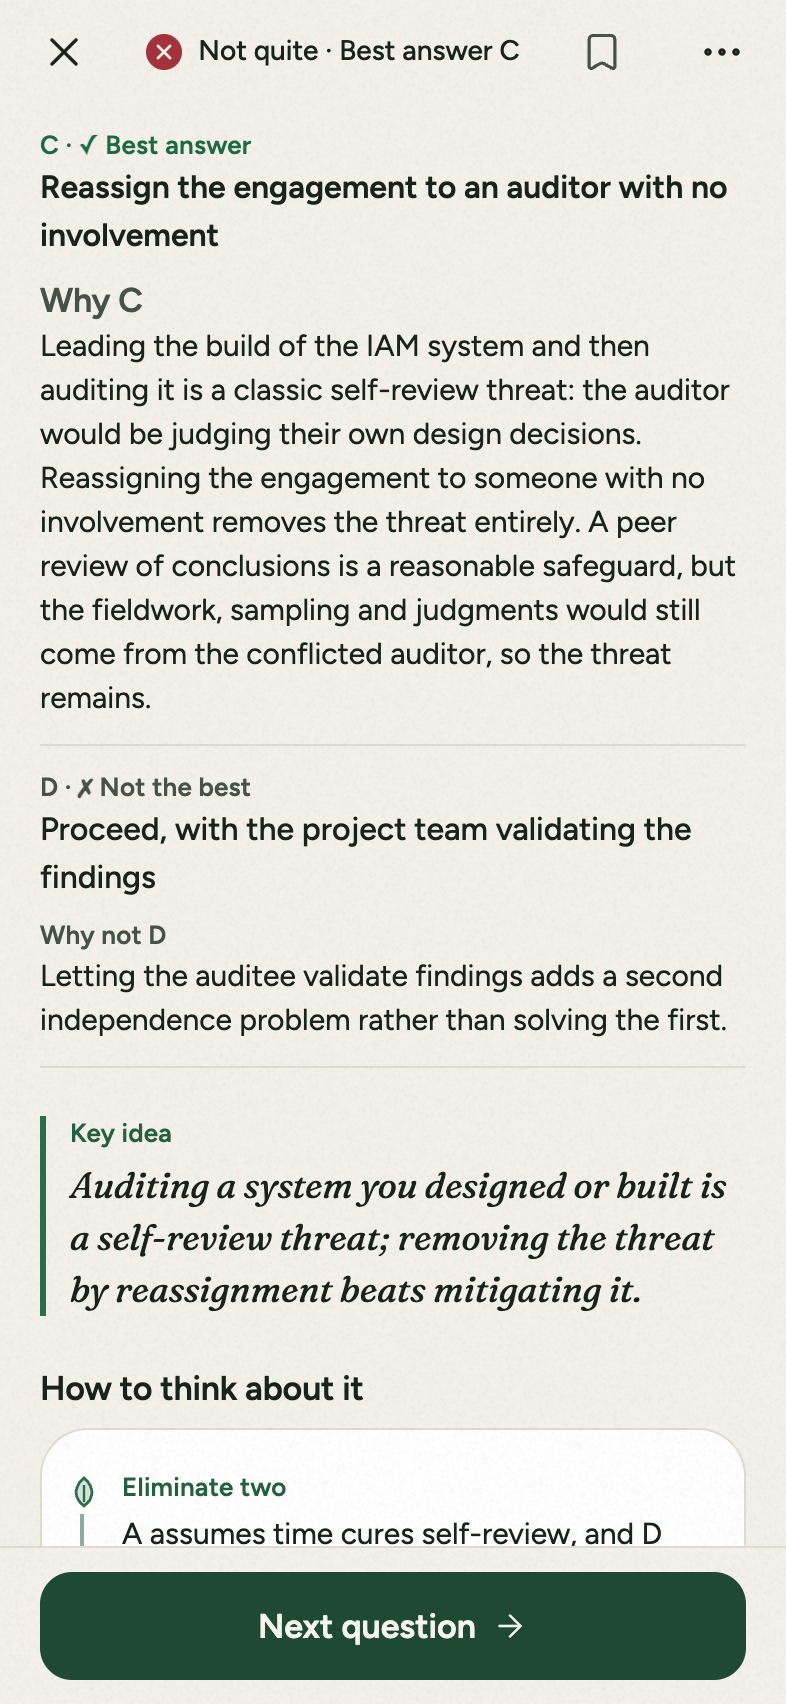 Not quite · Best answer C
C · ✓ Best answer
Reassign the engagement to an auditor with no
involvement
Why C
Leading the build of the IAM system and then
auditing it is a classic self-review threat: the auditor
would be judging their own design decisions.
Reassigning the engagement to someone with no
involvement removes the threat entirely. A peer
review of conclusions is a reasonable safeguard, but
the fieldwork, sampling and judgments would still
come from the conflicted auditor, so the threat
remains.
D · ✗ Not the best
Proceed, with the project team validating the
findings
Why not D
Letting the auditee validate findings adds a second
independence problem rather than solving the first.
Key idea
Auditing a system you designed or built is
a self-review threat; removing the threat
by reassignment beats mitigating it.
How to think about it
Eliminate two
A assumes time cures self-review, and D
Next question →